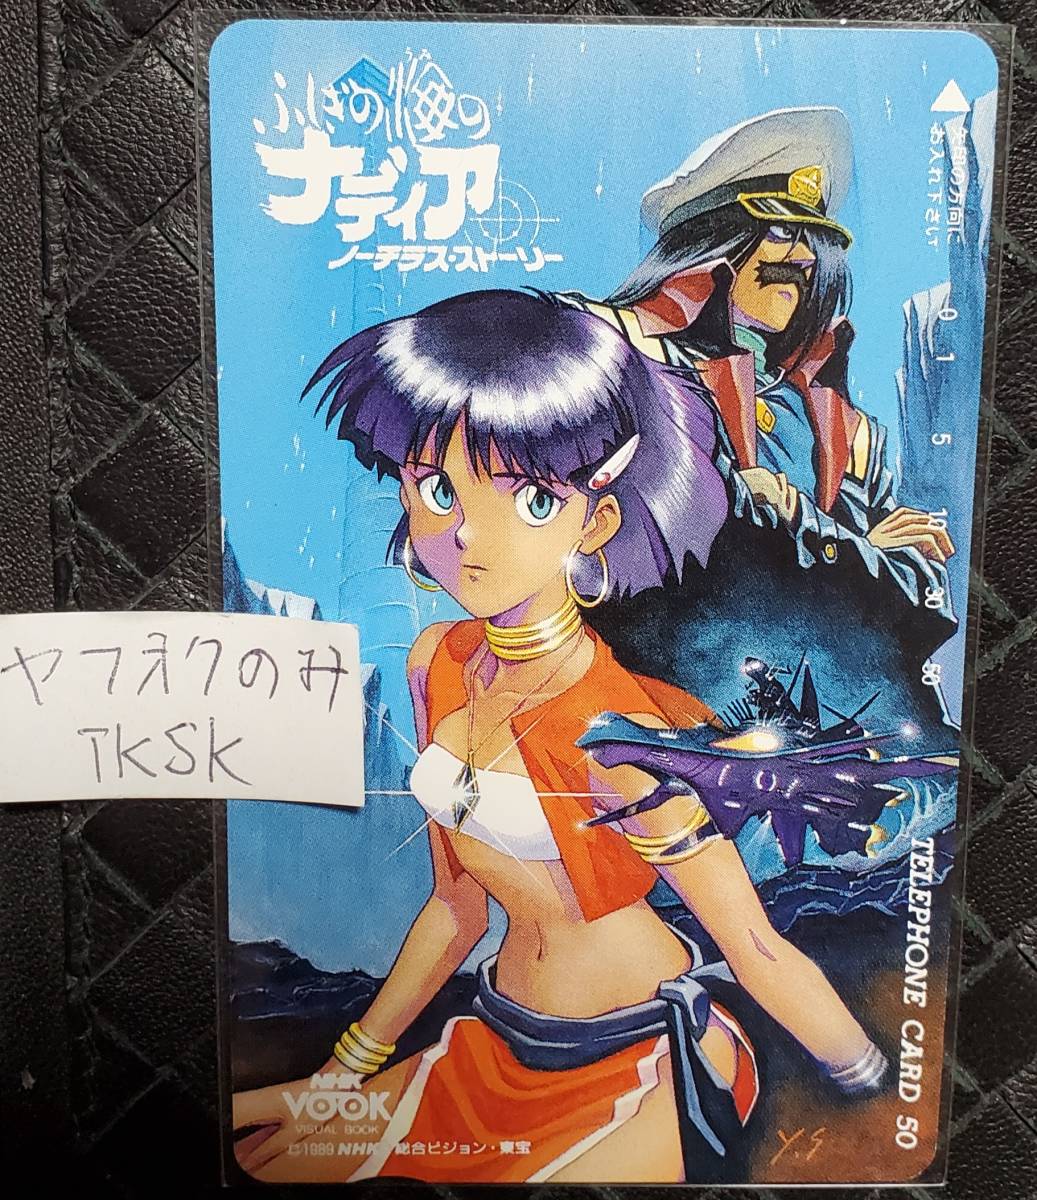 うみ
ふしぎの海の
ナディア
ノーチラス・ストーリー
矢印の方向に
お入れ下さい
0
1
5
10
30
50
ヤフオクのみ
TKSK
TELEPHONE CARD 50
NHK
VOOK
VISUAL BOOK
©1989 NHK・総合ビジョン・東宝
Y.S